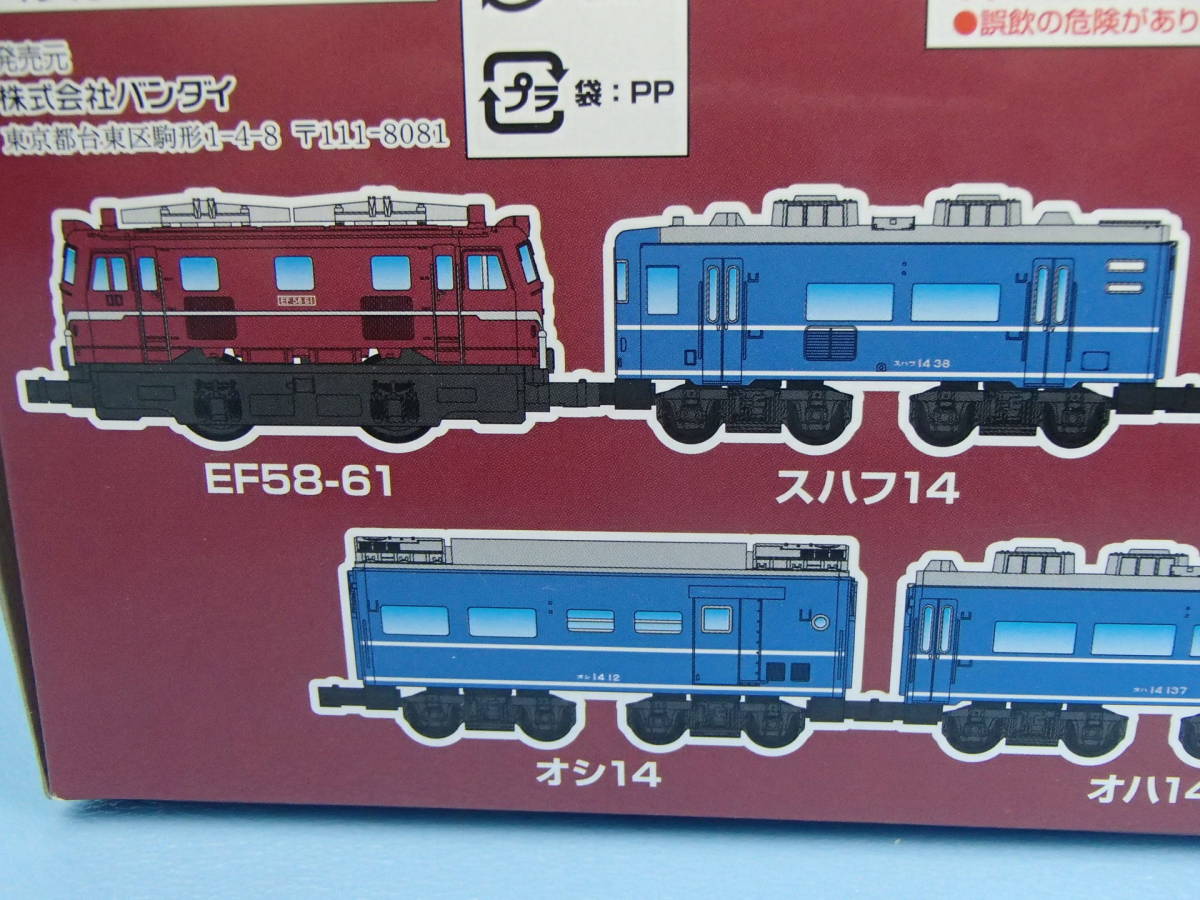 発売元
株式会社バンダイ
東京都台東区駒形1-4-8 〒111-8081
プラ
袋：PP
●誤飲の危険があり
EF58-61
スハフ14 38
EF58-61
スハフ14
オシ14 12
オハ14 137
オシ14
オハ14